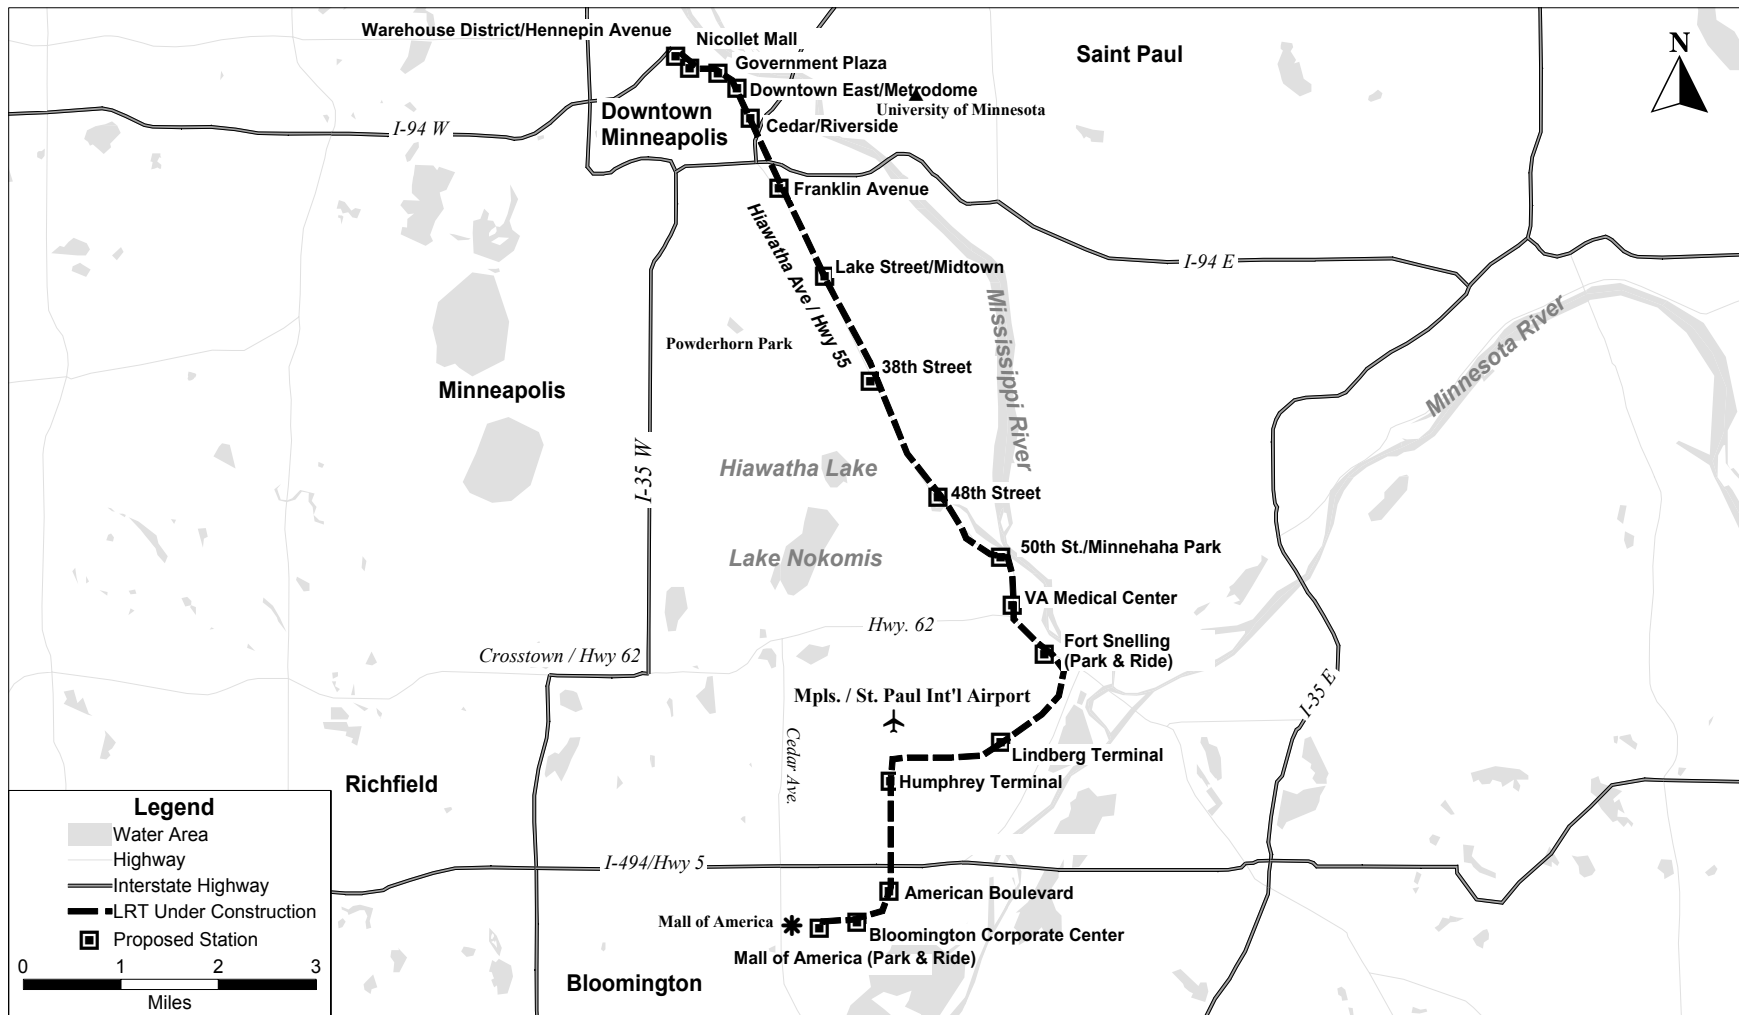 Warehouse District/Hennepin Avenue
Nicollet Mall
Government Plaza
Downtown East/Metrodome
University of Minnesota
Cedar/Riverside
Saint Paul
N
Downtown
Minneapolis
I-94 W
Franklin Avenue
Hiawatha Ave / Hwy 55
Lake Street/Midtown
I-94 E
Mississippi River
Minnesota River
Powderhorn Park
38th Street
Minneapolis
I-35 W
Hiawatha Lake
48th Street
Lake Nokomis
50th St./Minnehaha Park
VA Medical Center
Hwy. 62
Crosstown / Hwy 62
Fort Snelling
(Park & Ride)
Mpls. / St. Paul Int'l Airport
I-35 E
Cedar Ave.
Lindberg Terminal
Humphrey Terminal
Richfield
I-494/Hwy 5
American Boulevard
Mall of America
Bloomington Corporate Center
Mall of America (Park & Ride)
Bloomington
Legend
Water Area
Highway
Interstate Highway
LRT Under Construction
Proposed Station
0 1 2 3
Miles